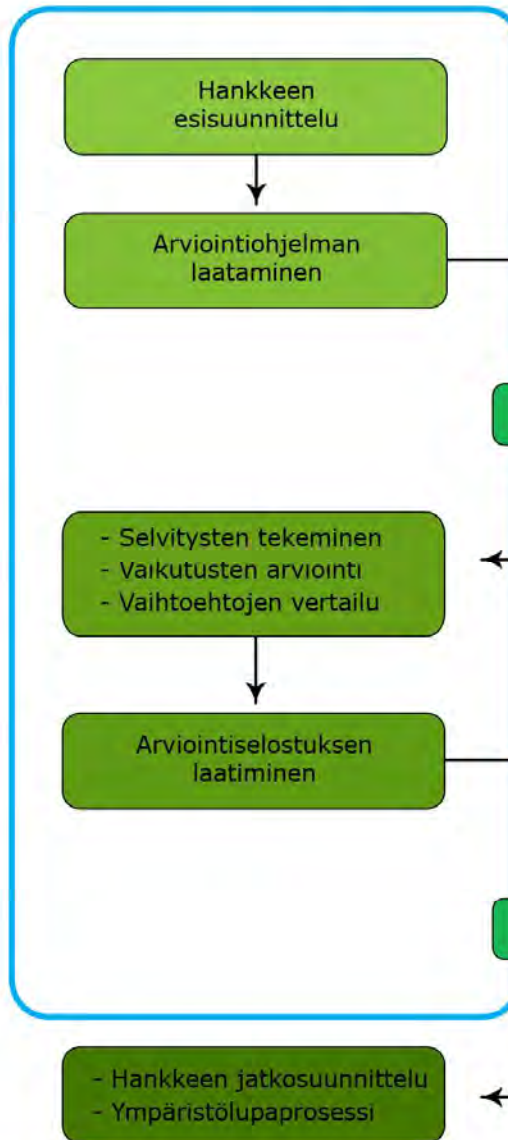 Hankkeen
esisuunnittelu
Arviointiohjelman
laataminen
- Selvitysten tekeminen
- Vaikutusten arviointi
- Vaihtoehtojen vertailu
Arviointiselostuksen
laatiminen
- Hankkeen jatkosuunnittelu
- Ympäristölupaprosessi